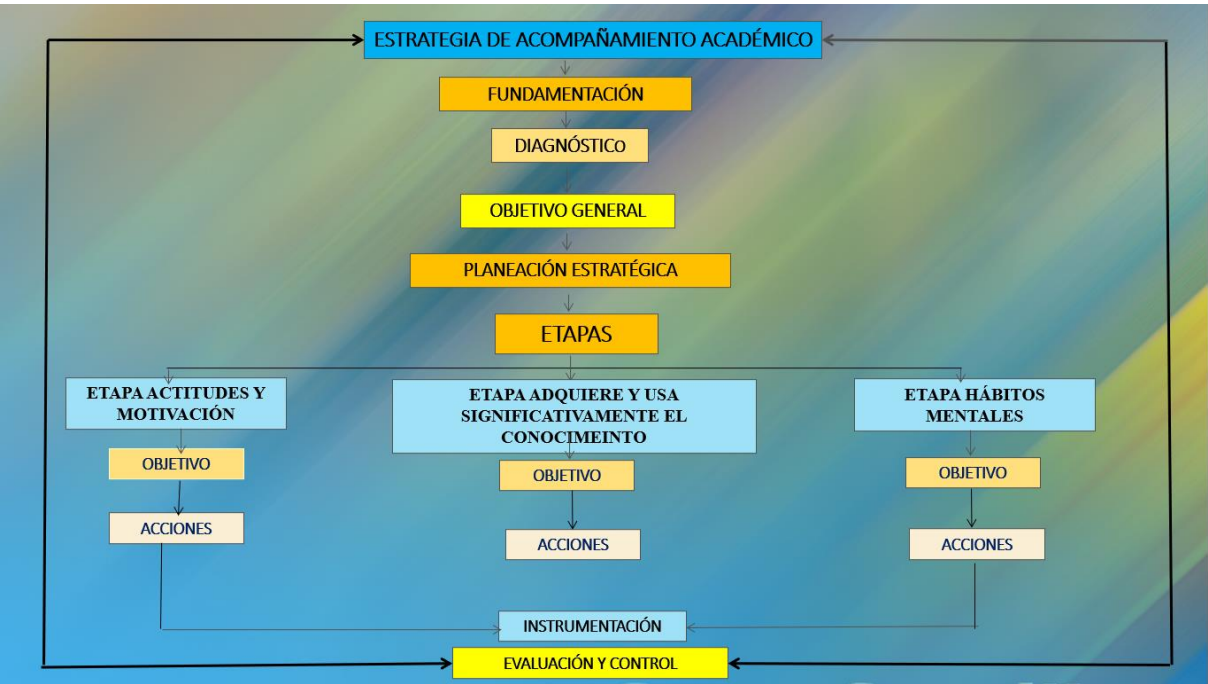 ESTRATEGIA DE ACOMPAÑAMIENTO ACADÉMICO
FUNDAMENTACIÓN
DIAGNÓSTICO
OBJETIVO GENERAL
PLANEACIÓN ESTRATÉGICA
ETAPAS
ETAPA ACTITUDES Y
MOTIVACIÓN
OBJETIVO
ACCIONES
ETAPA ADQUIERE Y USA
SIGNIFICATIVAMENTE EL
CONOCIMEINTO
OBJETIVO
ACCIONES
ETAPA HÁBITOS
MENTALES
OBJETIVO
ACCIONES
INSTRUMENTACIÓN
EVALUACIÓN Y CONTROL